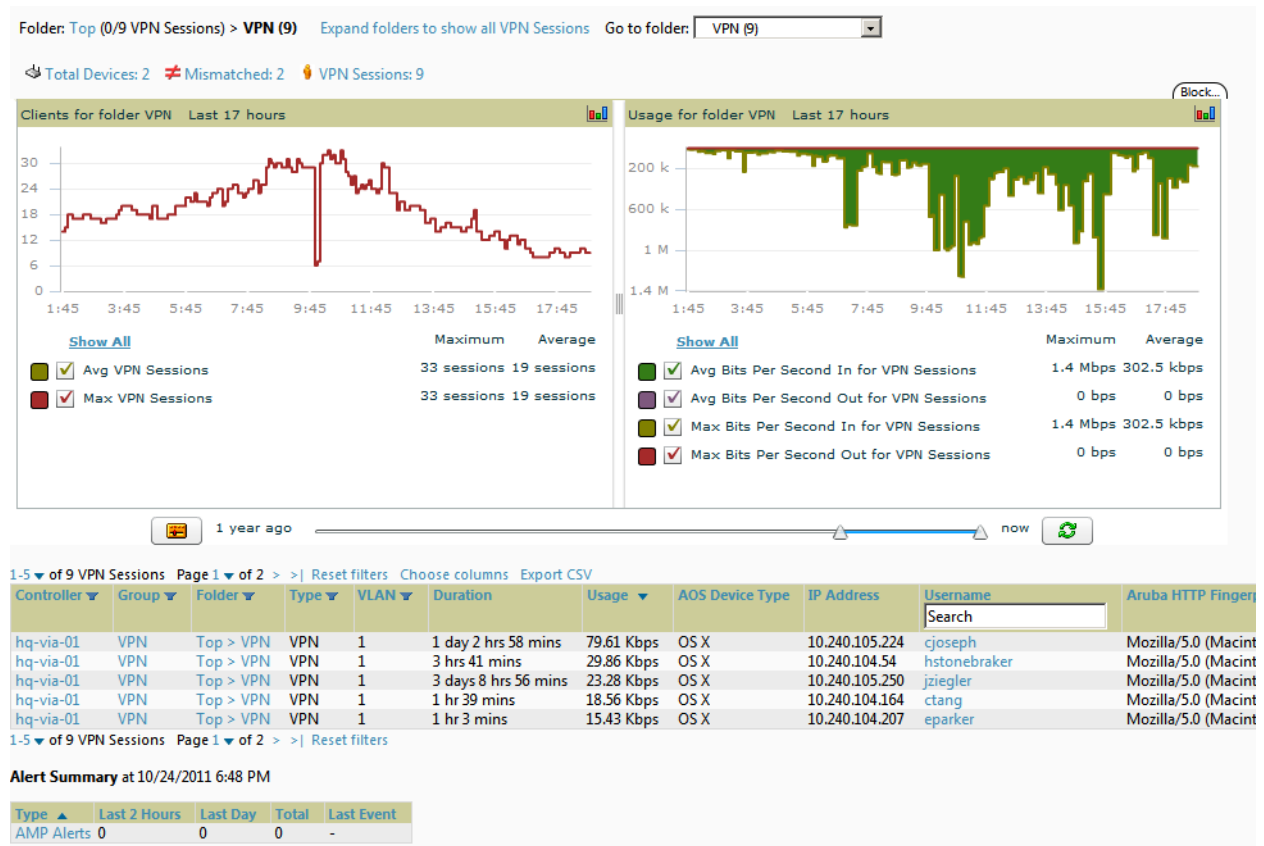 Folder: Top (0/9 VPN Sessions) > VPN (9) Expand folders to show all VPN Sessions Go to folder: VPN (9)
Total Devices: 2 Mismatched: 2 VPN Sessions: 9
Block...
Clients for folder VPN Last 17 hours
30
24
18
12
6
0
1:45 3:45 5:45 7:45 9:45 11:45 13:45 15:45 17:45
Show All Maximum Average
Avg VPN Sessions 33 sessions 19 sessions
Max VPN Sessions 33 sessions 19 sessions
Usage for folder VPN Last 17 hours
200 k
600 k
1 M
1.4 M
1:45 3:45 5:45 7:45 9:45 11:45 13:45 15:45 17:45
Show All Maximum Average
Avg Bits Per Second In for VPN Sessions 1.4 Mbps 302.5 kbps
Avg Bits Per Second Out for VPN Sessions 0 bps 0 bps
Max Bits Per Second In for VPN Sessions 1.4 Mbps 302.5 kbps
Max Bits Per Second Out for VPN Sessions 0 bps 0 bps
1 year ago now
1-5 of 9 VPN Sessions Page 1 of 2 > >| Reset filters Choose columns Export CSV
Controller Group Folder Type VLAN Duration Usage AOS Device Type IP Address Username Aruba HTTP Fingerp
Search
hq-via-01 VPN Top > VPN VPN 1 1 day 2 hrs 58 mins 79.61 Kbps OS X 10.240.105.224 cjoseph Mozilla/5.0 (Macint
hq-via-01 VPN Top > VPN VPN 1 3 hrs 41 mins 29.86 Kbps OS X 10.240.104.54 hstonebraker Mozilla/5.0 (Macint
hq-via-01 VPN Top > VPN VPN 1 3 days 8 hrs 56 mins 23.28 Kbps OS X 10.240.105.250 jziegler Mozilla/5.0 (Macint
hq-via-01 VPN Top > VPN VPN 1 1 hr 39 mins 18.56 Kbps OS X 10.240.104.164 ctang Mozilla/5.0 (Macint
hq-via-01 VPN Top > VPN VPN 1 1 hr 3 mins 15.43 Kbps OS X 10.240.104.207 eparker Mozilla/5.0 (Macint
1-5 of 9 VPN Sessions Page 1 of 2 > >| Reset filters
Alert Summary at 10/24/2011 6:48 PM
Type Last 2 Hours Last Day Total Last Event
AMP Alerts 0 0 0 -